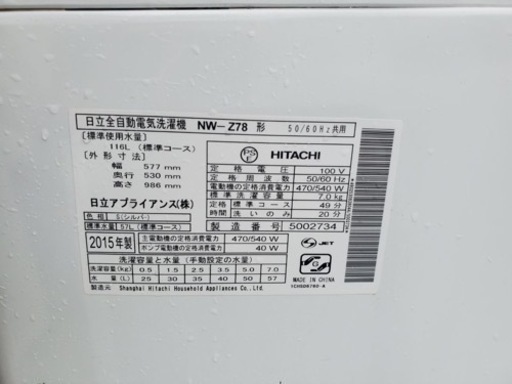 日立全自動電気洗濯機 NW-Z78 形 50/60Hz共用
[標準使用水量]
116L(標準コース)
[外形寸法]
幅 577 mm
奥行 530 mm
高さ 986 mm
日立アプライアンス(株)
色柄 S(シルバー)
標準水量 57L(標準コース)
2015年製
PS E HITACHI
定格電圧 100 V
定格周波数 50/60 Hz
電動機の定格消費電力 470/540 W
標準洗濯容量 7.0 kg
定格時間(標準コース) 49 分
時間 洗いのみ 20 分
製造番号 5002734
主電動機の定格消費電力 470/540 W
ポンプ電動機の定格消費電力 40 W
S JET
洗濯容量と水量(手動設定の水量)
洗濯容量(kg) 0.5 1.5 2.5 3.5 5.0 7.0
水量(L) 25 30 35 40 50 57
製造元 Shanghai Hitachi Household Appliances Co., Ltd.
MADE IN CHINA